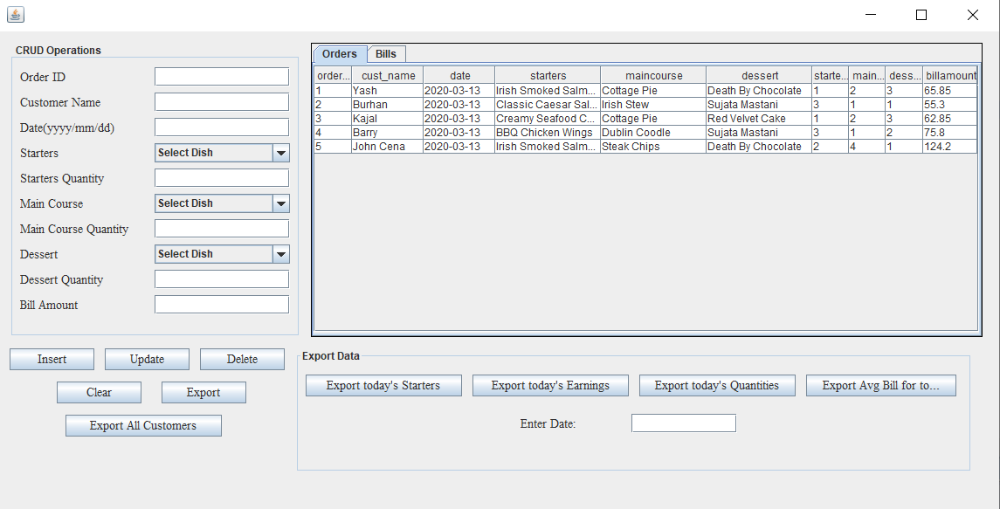 CRUD Operations
Order ID
Customer Name
Date(yyyy/mm/dd)
Starters Select Dish
Starters Quantity
Main Course Select Dish
Main Course Quantity
Dessert Select Dish
Dessert Quantity
Bill Amount
Insert Update Delete
Clear Export
Export All Customers
Orders Bills
order... cust_name date starters maincourse dessert starte... main... dess... billamount
1 Yash 2020-03-13 Irish Smoked Salm... Cottage Pie Death By Chocolate 1 2 3 65.85
2 Burhan 2020-03-13 Classic Caesar Sal... Irish Stew Sujata Mastani 3 1 1 55.3
3 Kajal 2020-03-13 Creamy Seafood C... Cottage Pie Red Velvet Cake 1 2 3 62.85
4 Barry 2020-03-13 BBQ Chicken Wings Dublin Coodle Sujata Mastani 3 1 2 75.8
5 John Cena 2020-03-13 Irish Smoked Salm... Steak Chips Death By Chocolate 2 4 1 124.2
Export Data
Export today's Starters Export today's Earnings Export today's Quantities Export Avg Bill for to...
Enter Date: